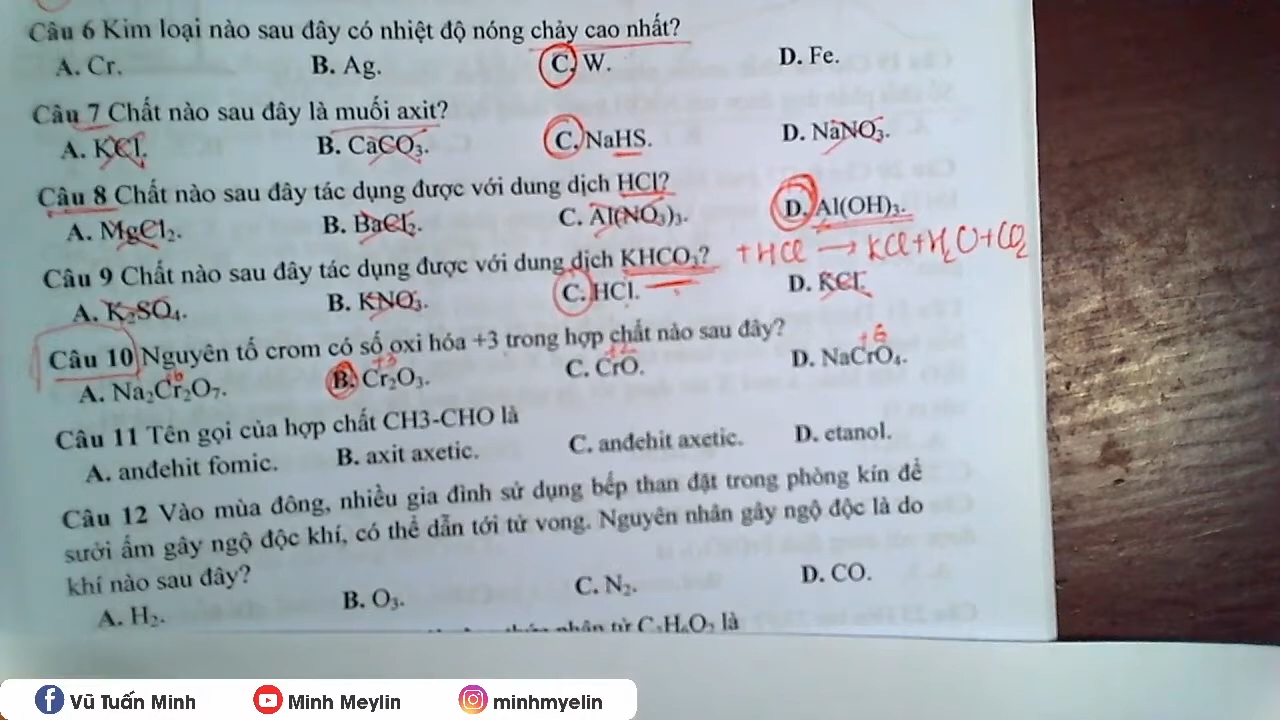 Câu 6 Kim loại nào sau đây có nhiệt độ nóng chảy cao nhất?
A. Cr. B. Ag. C. W. D. Fe.
Câu 7 Chất nào sau đây là muối axit?
A. KCl. B. CaCO₃. C. NaHS. D. NaNO₃.
Câu 8 Chất nào sau đây tác dụng được với dung dịch HCl?
A. MgCl₂. B. BaCl₂. C. Al(NO₃)₃. D. Al(OH)₃.
+ HCl → KCl + H₂O + CO₂
Câu 9 Chất nào sau đây tác dụng được với dung dịch KHCO₃?
A. K₂SO₄. B. KNO₃. C. HCl. D. KCl.
Câu 10 Nguyên tố crom có số oxi hóa +3 trong hợp chất nào sau đây?
+6 +3 +2 +6
A. Na₂Cr₂O₇. B. Cr₂O₃. C. CrO. D. NaCrO₄.
Câu 11 Tên gọi của hợp chất CH3-CHO là
A. anđehit fomic. B. axit axetic. C. anđehit axetic. D. etanol.
Câu 12 Vào mùa đông, nhiều gia đình sử dụng bếp than đặt trong phòng kín để
sưởi ấm gây ngộ độc khí, có thể dẫn tới tử vong. Nguyên nhân gây ngộ độc là do
khí nào sau đây?
A. H₂. B. O₃. C. N₂. D. CO.
phân tử là
Vũ Tuấn Minh Minh Meylin minhmyelin